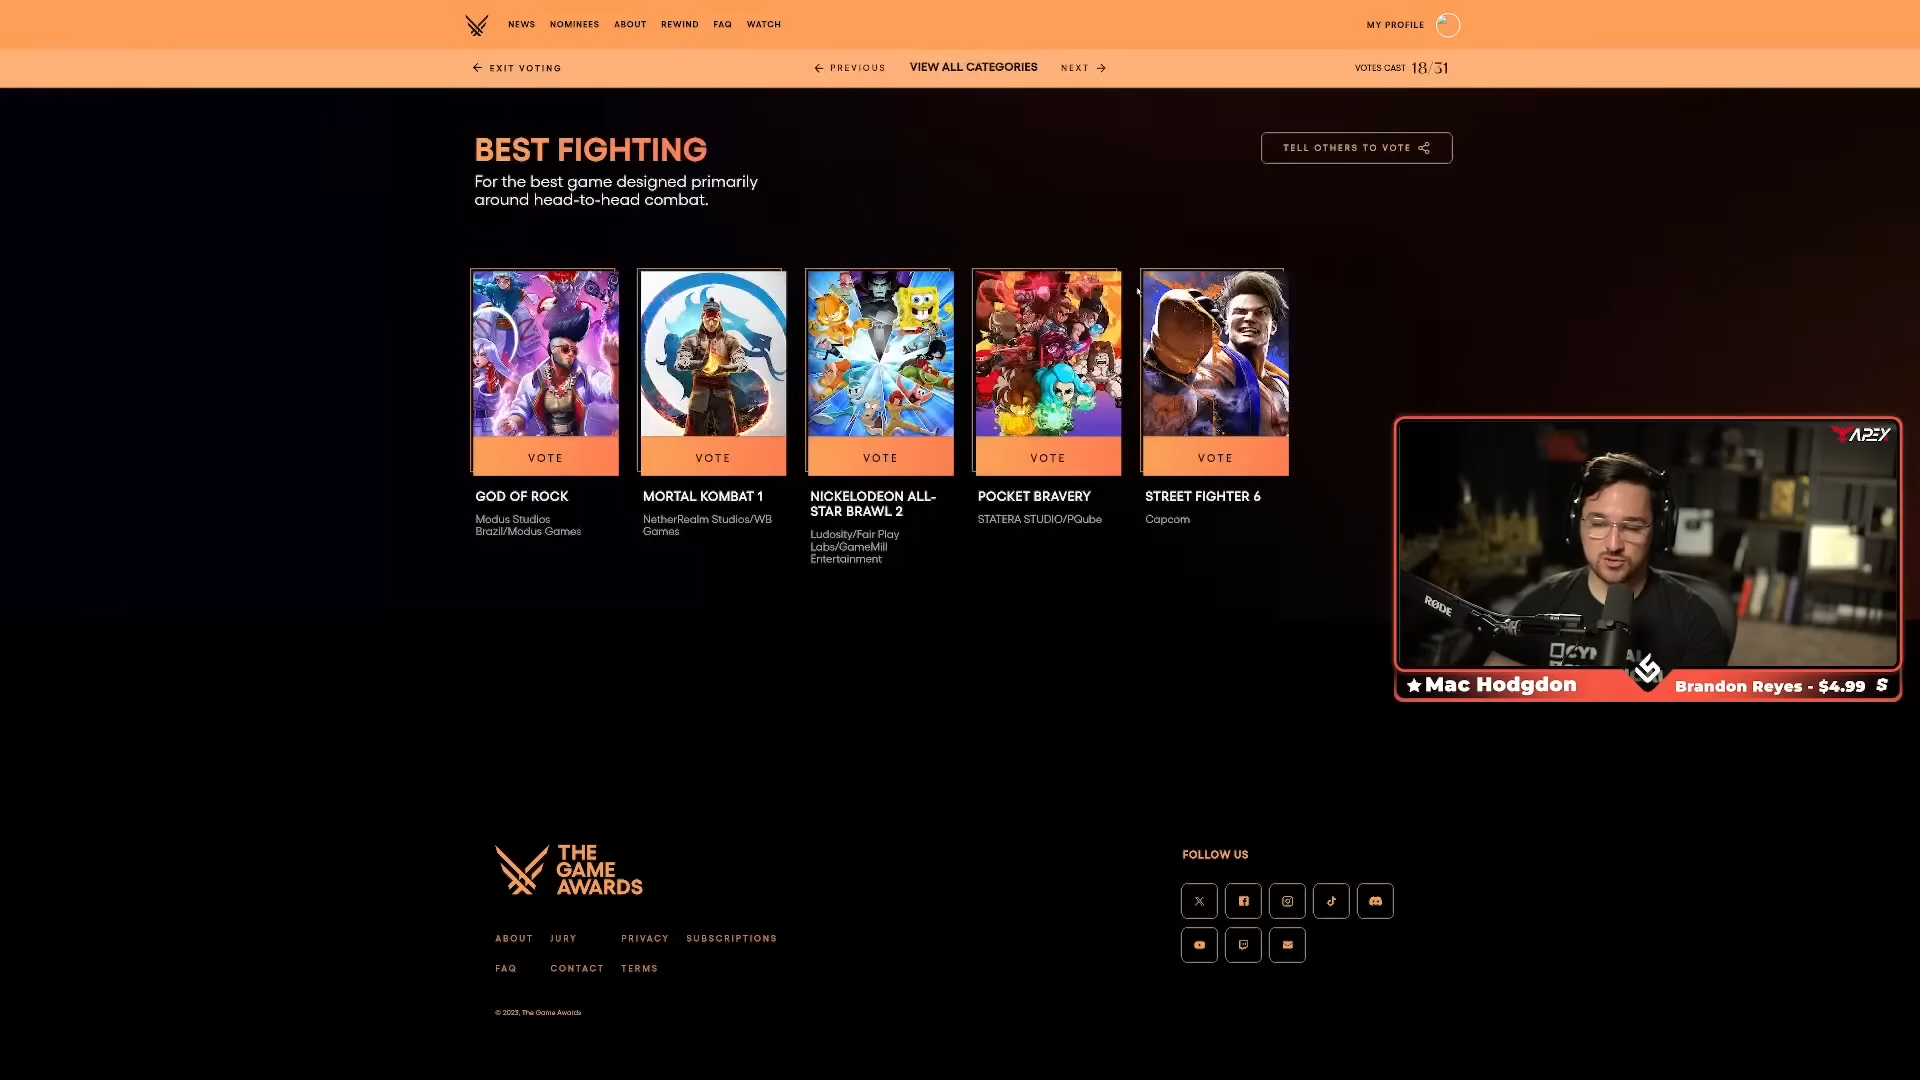 NEWS NOMINEES ABOUT REWIND FAQ WATCH
MY PROFILE
EXIT VOTING
PREVIOUS
VIEW ALL CATEGORIES
NEXT
VOTES CAST 18/31
BEST FIGHTING
For the best game designed primarily
around head-to-head combat.
TELL OTHERS TO VOTE
VOTE
VOTE
VOTE
VOTE
VOTE
GOD OF ROCK
Modus Studios
Brazil/Modus Games
MORTAL KOMBAT 1
NetherRealm Studios/WB
Games
NICKELODEON ALL-
STAR BRAWL 2
Ludosity/Fair Play
Labs/GameMill
Entertainment
POCKET BRAVERY
STATERA STUDIO/PQube
STREET FIGHTER 6
Capcom
APEX
RØDE
Mac Hodgdon
Brandon Reyes - $4.99
THE
GAME
AWARDS
FOLLOW US
ABOUT JURY PRIVACY SUBSCRIPTIONS
FAQ CONTACT TERMS
© 2023, The Game Awards